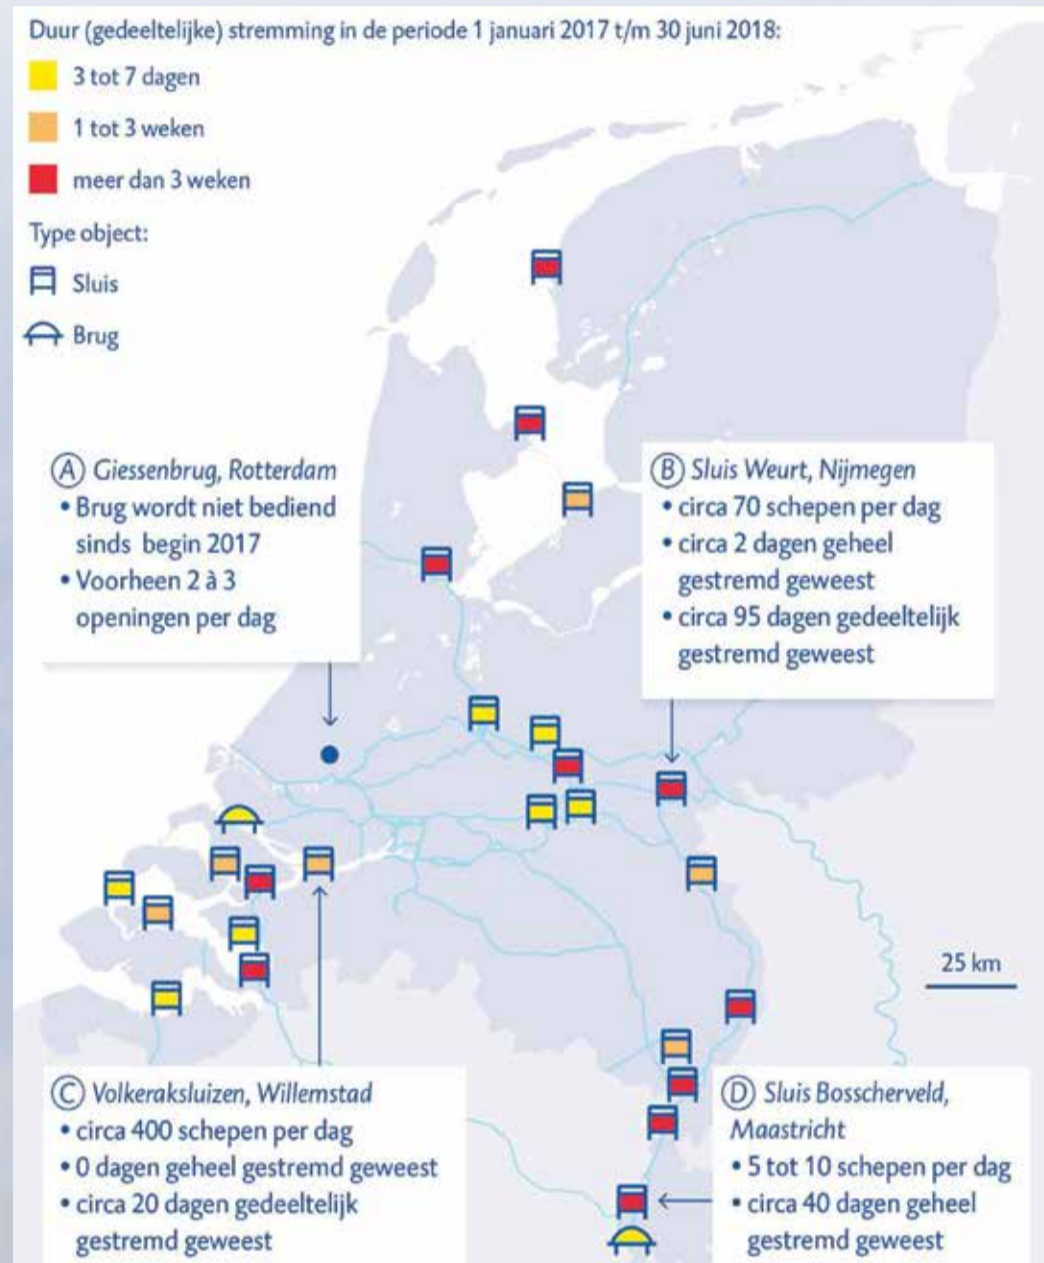 Duur (gedeeltelijke) stremming in de periode 1 januari 2017 t/m 30 juni 2018:
3 tot 7 dagen
1 tot 3 weken
meer dan 3 weken
Type object:
Sluis
Brug
A Giessenbrug, Rotterdam
• Brug wordt niet bediend
sinds begin 2017
• Voorheen 2 à 3
openingen per dag
B Sluis Weurt, Nijmegen
• circa 70 schepen per dag
• circa 2 dagen geheel
gestremd geweest
• circa 95 dagen gedeeltelijk
gestremd geweest
25 km
C Volkeraksluizen, Willemstad
• circa 400 schepen per dag
• 0 dagen geheel gestremd geweest
• circa 20 dagen gedeeltelijk
gestremd geweest
D Sluis Bosscherveld,
Maastricht
• 5 tot 10 schepen per dag
• circa 40 dagen geheel
gestremd geweest